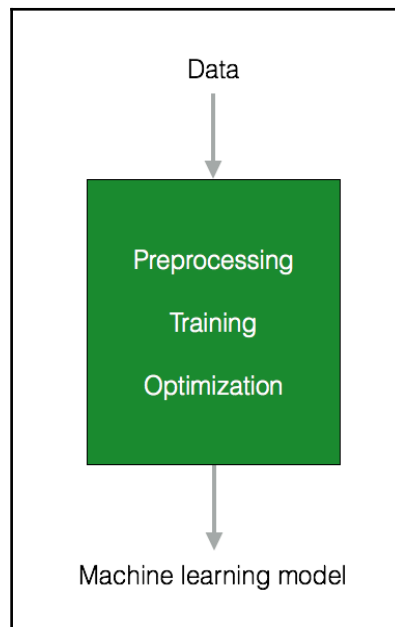 Data
Preprocessing
Training
Optimization
Machine learning model